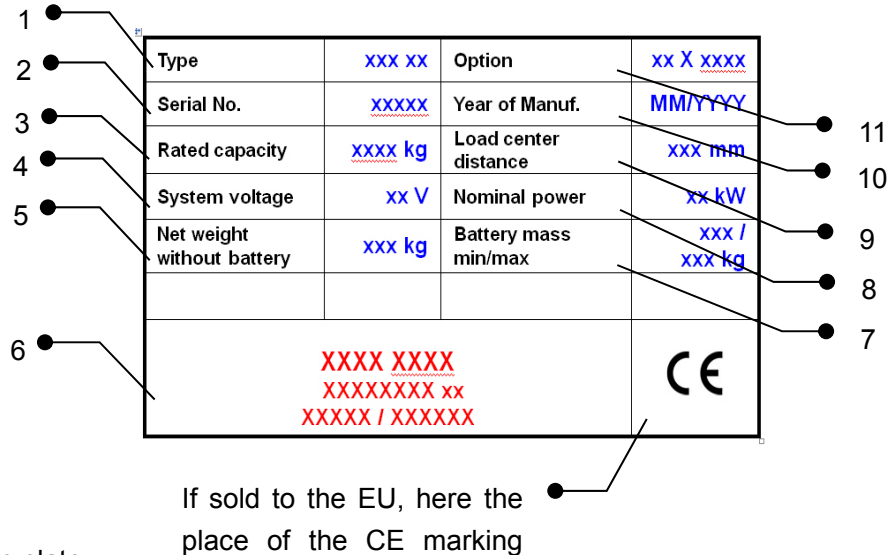 1
2
3
4
5
6
Type xxx xx Option xx X xxxx
Serial No. xxxxx Year of Manuf. MM/YYYY
Rated capacity xxxx kg Load center
distance xxx mm
System voltage xx V Nominal power xx kW
Net weight
without battery xxx kg Battery mass
min/max xxx /
xxx kg
XXXX XXXX
XXXXXXXX xx
XXXXX / XXXXXX
CE
11
10
9
8
7
If sold to the EU, here the
place of the CE marking